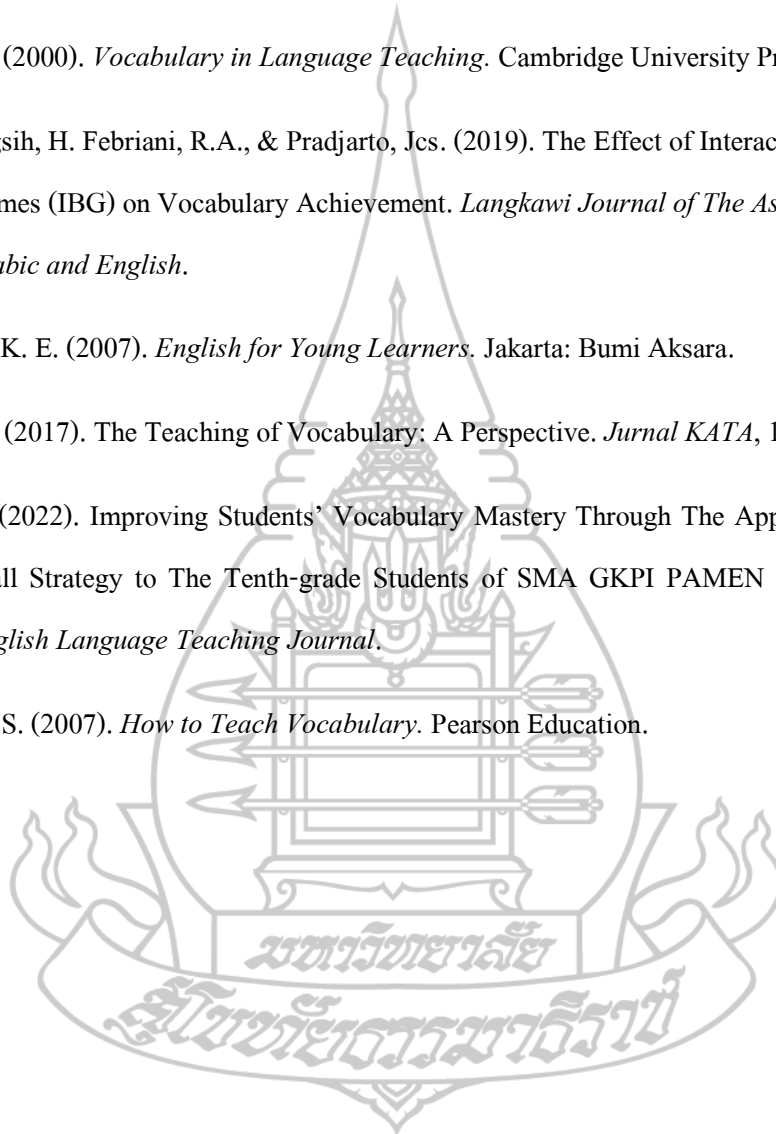 (2000). Vocabulary in Language Teaching. Cambridge University Pr
gsih, H. Febriani, R.A., & Pradjarto, Jcs. (2019). The Effect of Interac
mes (IBG) on Vocabulary Achievement. Langkawi Journal of The As
abic and English.
K. E. (2007). English for Young Learners. Jakarta: Bumi Aksara.
(2017). The Teaching of Vocabulary: A Perspective. Jurnal KATA, 1
(2022). Improving Students’ Vocabulary Mastery Through The App
all Strategy to The Tenth-grade Students of SMA GKPI PAMEN
glish Language Teaching Journal.
S. (2007). How to Teach Vocabulary. Pearson Education.
มหาวิทยาลัย
สุโขทัยธรรมาธิราช